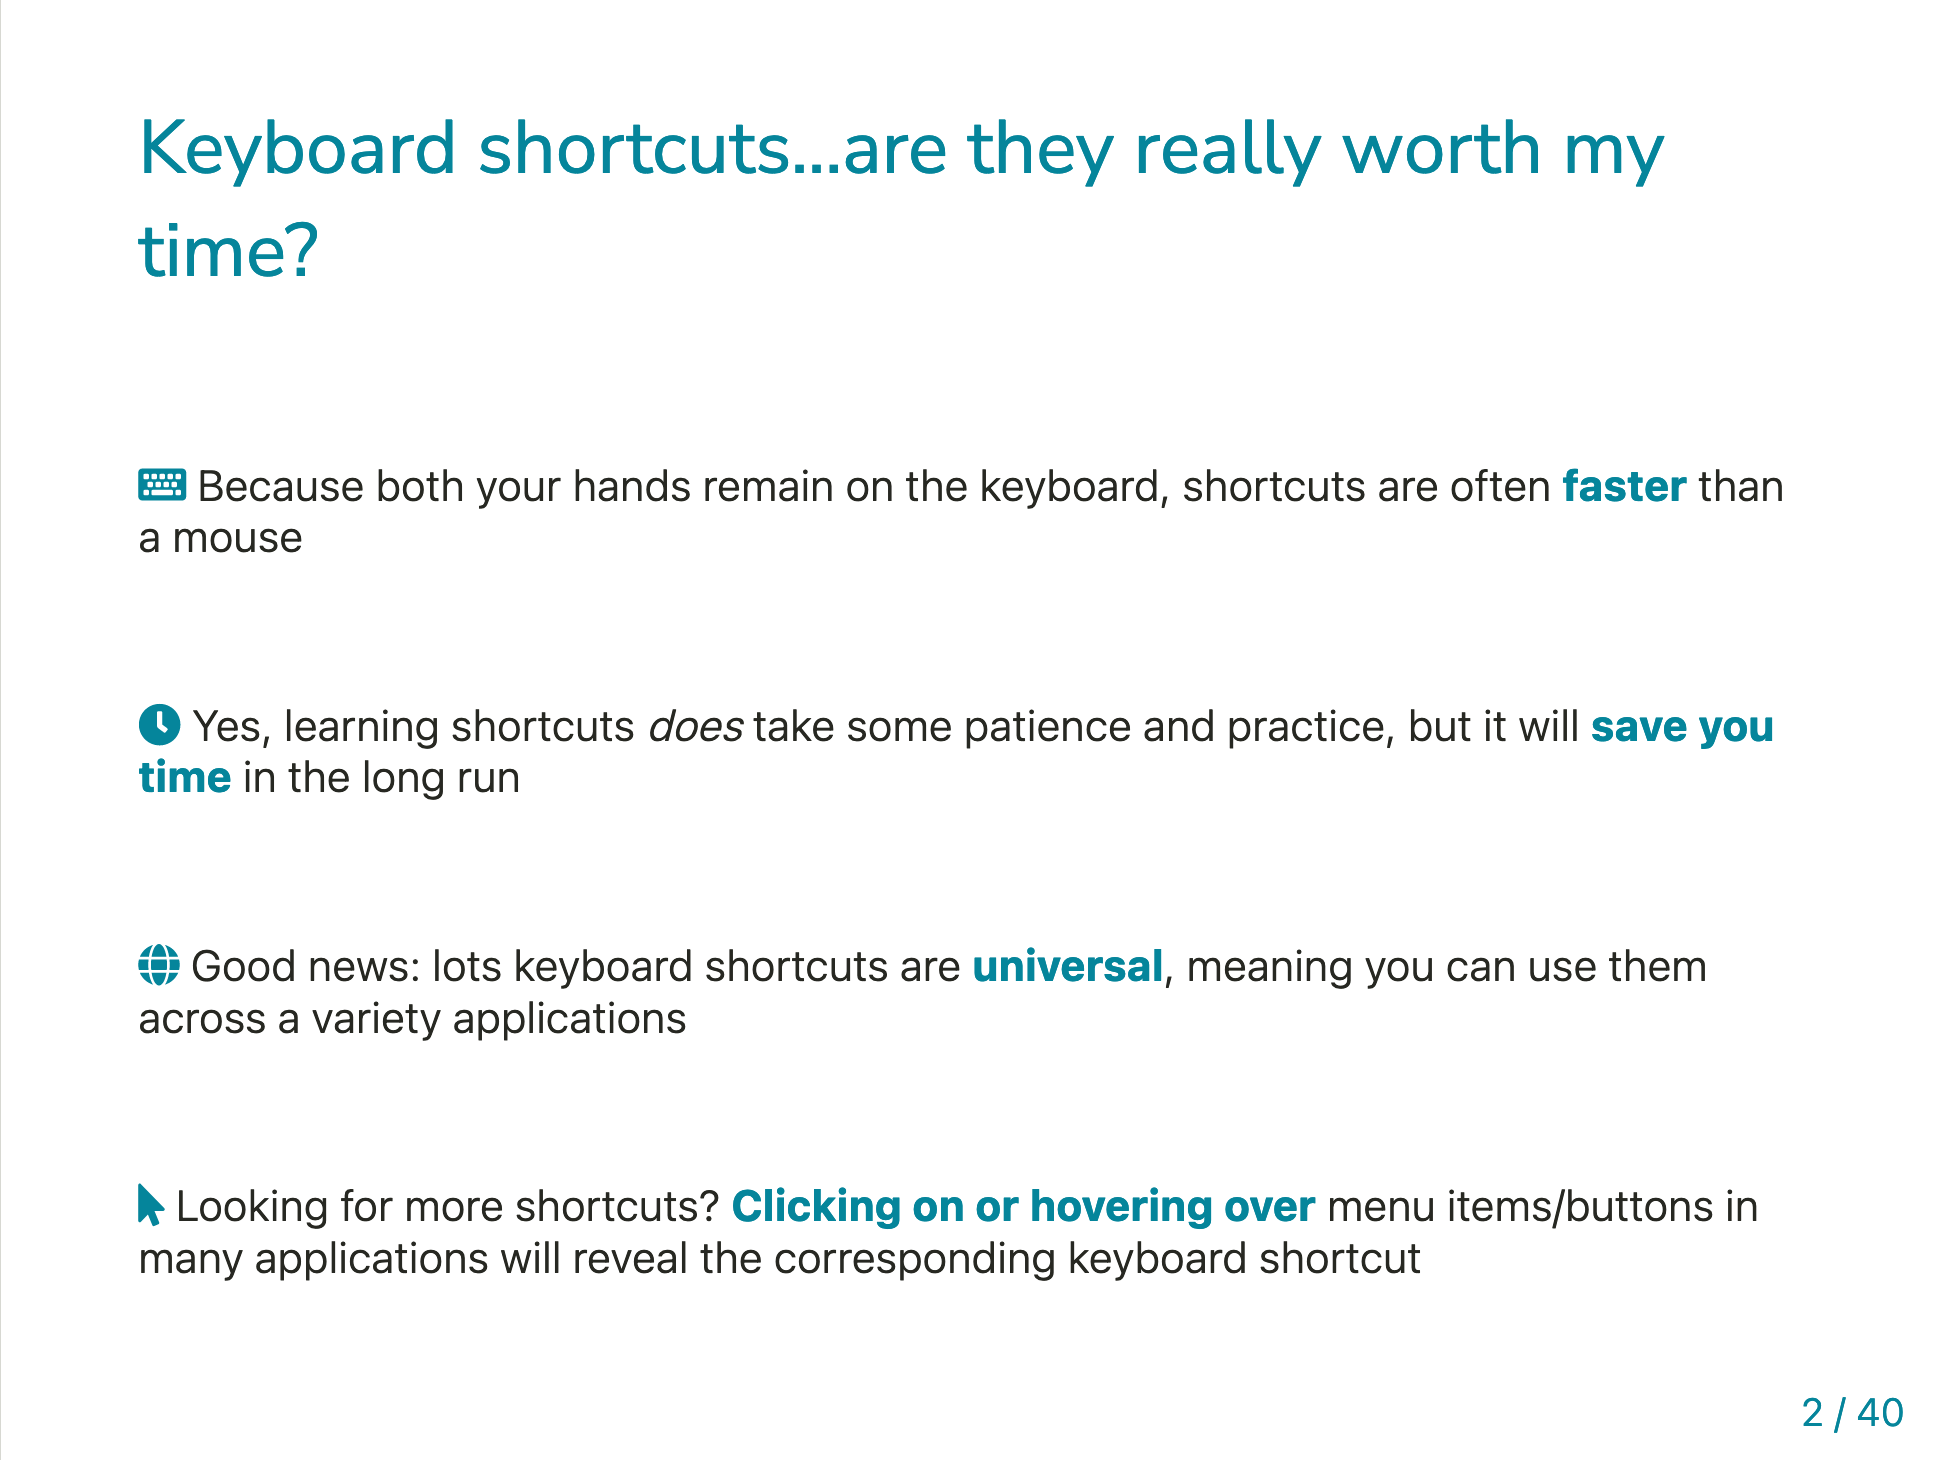 Keyboard shortcuts...are they really worth my
time?
Because both your hands remain on the keyboard, shortcuts are often faster than
a mouse
Yes, learning shortcuts does take some patience and practice, but it will save you
time in the long run
Good news: lots keyboard shortcuts are universal, meaning you can use them
across a variety applications
Looking for more shortcuts? Clicking on or hovering over menu items/buttons in
many applications will reveal the corresponding keyboard shortcut
2 / 40